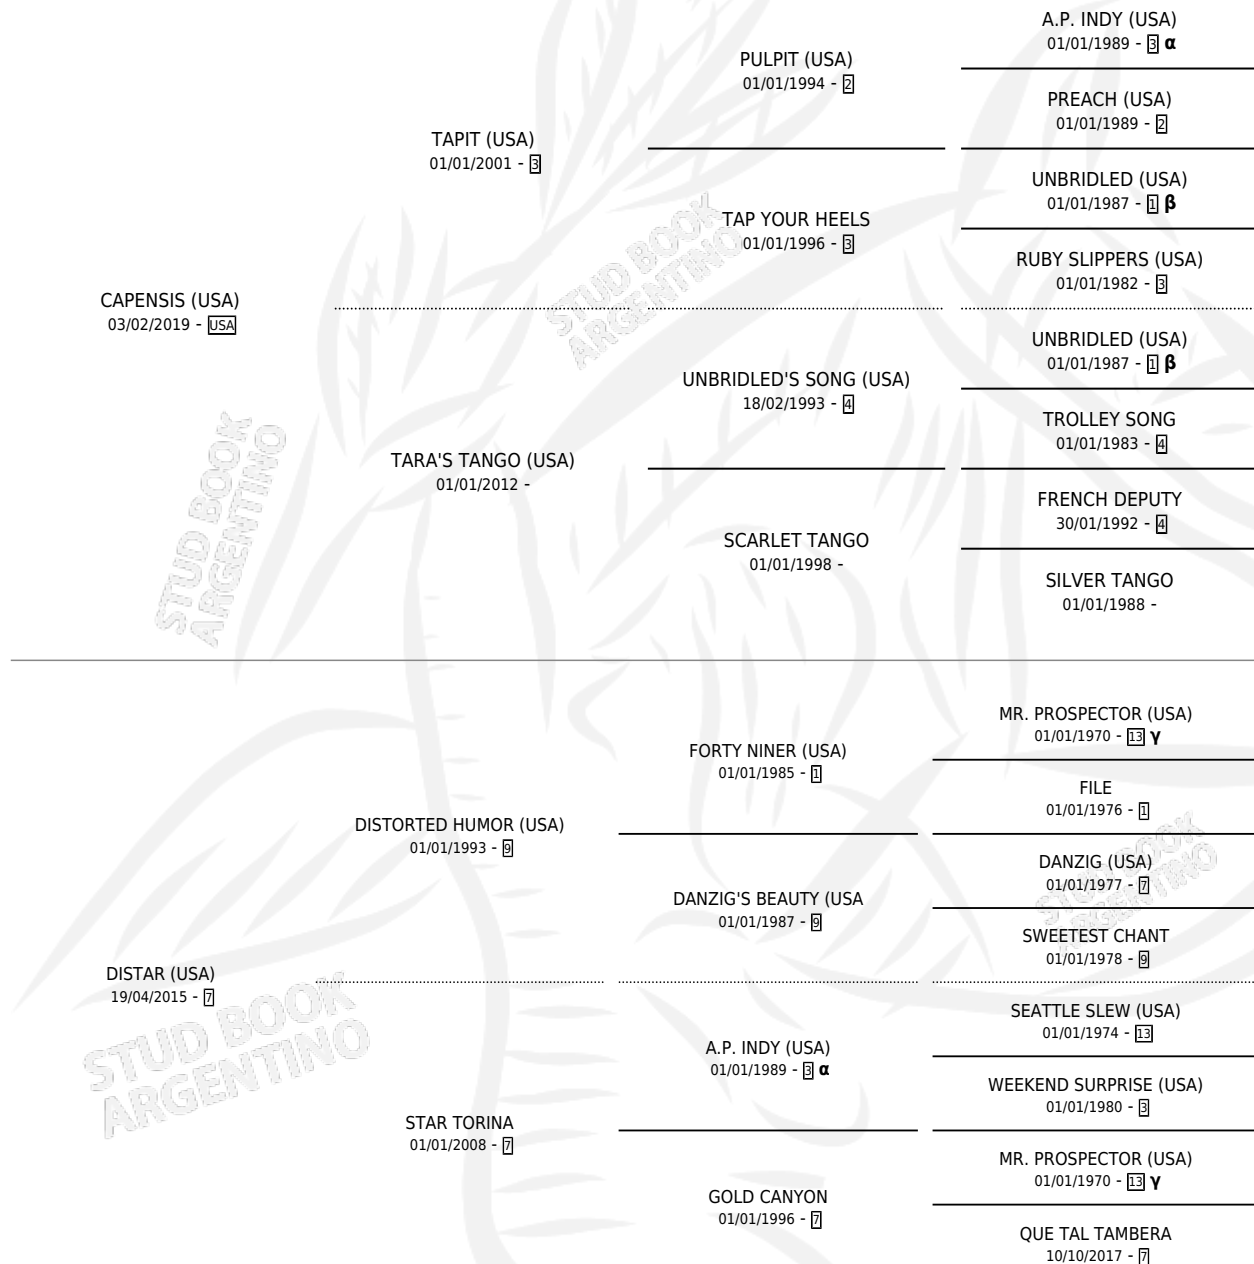 A.P. INDY (USA)
01/01/1989 - 3 α
PULPIT (USA)
01/01/1994 - 2
PREACH (USA)
01/01/1989 - 2
TAPIT (USA)
01/01/2001 - 3
UNBRIDLED (USA)
01/01/1987 - 1 β
TAP YOUR HEELS
01/01/1996 - 3
RUBY SLIPPERS (USA)
01/01/1982 - 3
CAPENSIS (USA)
03/02/2019 - USA
UNBRIDLED (USA)
01/01/1987 - 1 β
UNBRIDLED'S SONG (USA)
18/02/1993 - 4
TROLLEY SONG
01/01/1983 - 4
TARA'S TANGO (USA)
01/01/2012 -
FRENCH DEPUTY
30/01/1992 - 4
SCARLET TANGO
01/01/1998 -
SILVER TANGO
01/01/1988 -
MR. PROSPECTOR (USA)
01/01/1970 - 13 γ
FORTY NINER (USA)
01/01/1985 - 1
FILE
01/01/1976 - 1
DISTORTED HUMOR (USA)
01/01/1993 - 9
DANZIG (USA)
01/01/1977 - 7
DANZIG'S BEAUTY (USA
01/01/1987 - 9
SWEETEST CHANT
01/01/1978 - 9
DISTAR (USA)
19/04/2015 - 7
SEATTLE SLEW (USA)
01/01/1974 - 13
A.P. INDY (USA)
01/01/1989 - 3 α
WEEKEND SURPRISE (USA)
01/01/1980 - 3
STAR TORINA
01/01/2008 - 7
MR. PROSPECTOR (USA)
01/01/1970 - 13 γ
GOLD CANYON
01/01/1996 - 7
QUE TAL TAMBERA
10/10/2017 - 7
STUD BOOK
ARGENTINO
STUD BOOK
ARGENTINO
STUD BOOK
ARGENTINO
STUD BOOK
ARGENTINO